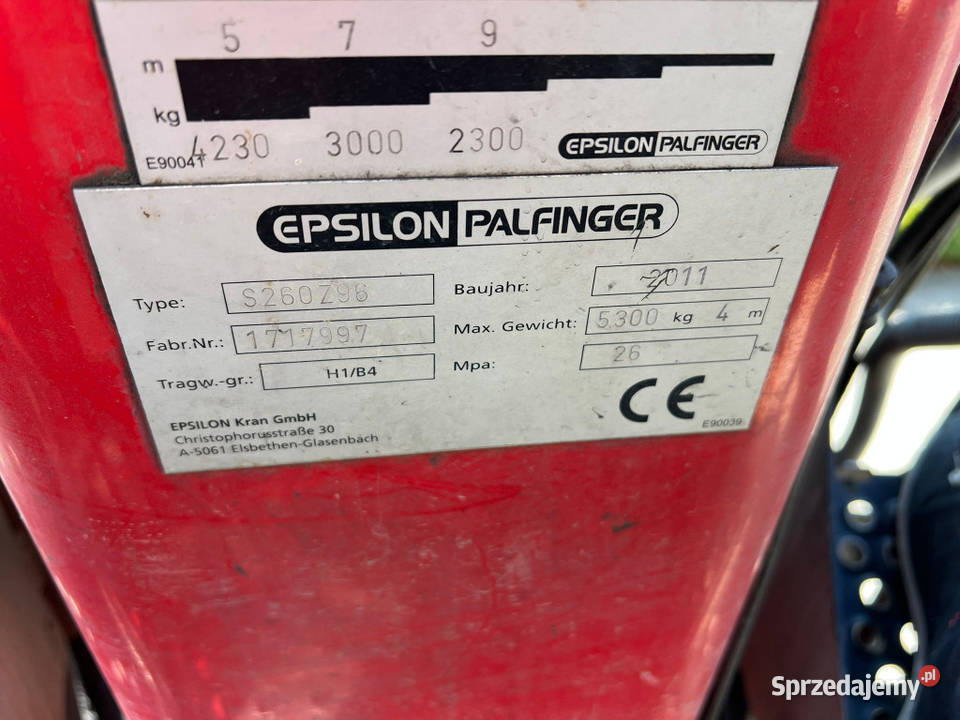 5 7 9
m
kg
4230 3000 2300
E90041 EPSILON PALFINGER
EPSILON PALFINGER
Type: S260Z96
Baujahr: 2011
Fabr.Nr.: 1717997
Max. Gewicht: 5300 kg 4 m
Tragw.-gr.: H1/B4
Mpa: 26
EPSILON Kran GmbH
Christophorusstraße 30
A-5061 Elsbethen-Glasenbach
CE
E90039
Sprzedajemy.pl